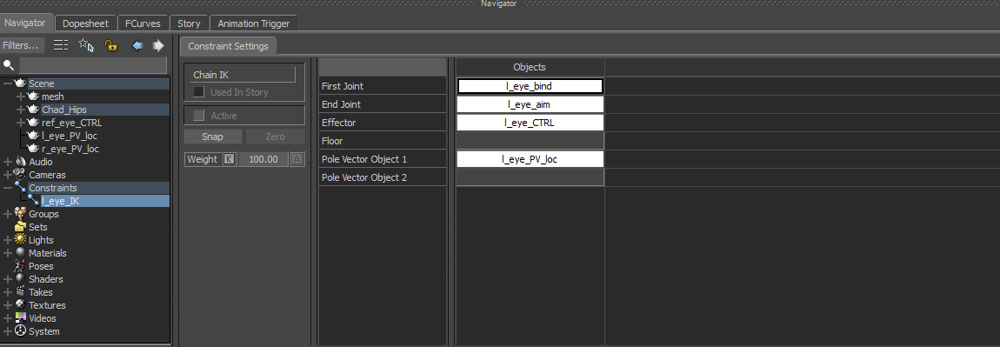 Navigator
Navigator Dopesheet FCurves Story Animation Trigger
Filters...
Scene
mesh
Chad_Hips
ref_eye_CTRL
l_eye_PV_loc
r_eye_PV_loc
Audio
Cameras
Constraints
l_eye_IK
Groups
Sets
Lights
Materials
Poses
Shaders
Takes
Textures
Videos
System
Constraint Settings
Chain IK
Used In Story
Active
Snap Zero
Weight K 100.00 A
Objects
First Joint l_eye_bind
End Joint l_eye_aim
Effector l_eye_CTRL
Floor
Pole Vector Object 1 l_eye_PV_loc
Pole Vector Object 2